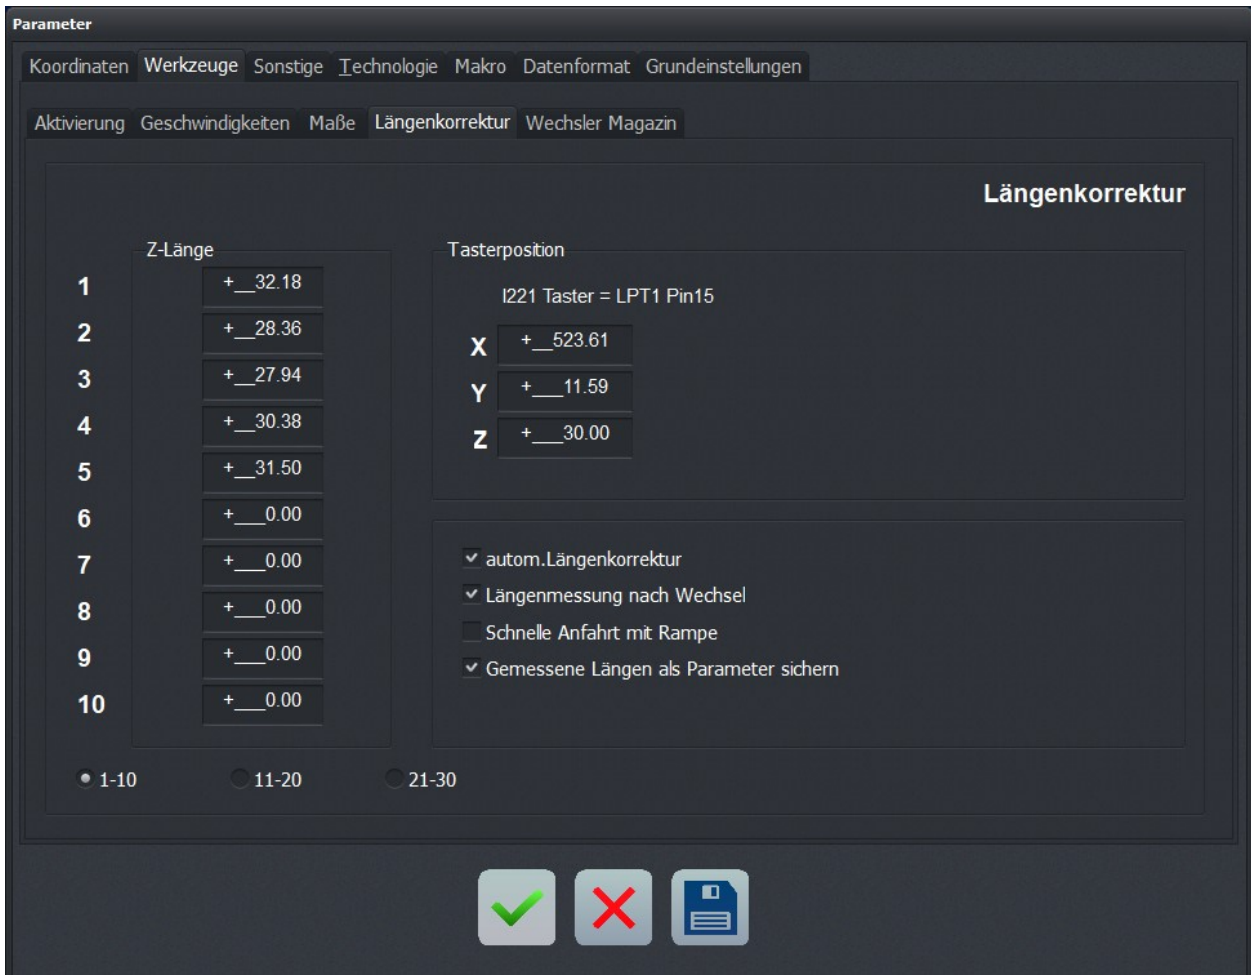 Parameter
Koordinaten Werkzeuge Sonstige Technologie Makro Datenformat Grundeinstellungen
Aktivierung Geschwindigkeiten Maße Längenkorrektur Wechsler Magazin
Längenkorrektur
Z-Länge
1 +__32.18
2 +__28.36
3 +__27.94
4 +__30.38
5 +__31.50
6 +___0.00
7 +___0.00
8 +___0.00
9 +___0.00
10 +___0.00
Tasterposition
I221 Taster = LPT1 Pin15
X +__523.61
Y +___11.59
Z +___30.00
autom.Längenkorrektur
Längenmessung nach Wechsel
Schnelle Anfahrt mit Rampe
Gemessene Längen als Parameter sichern
1-10 11-20 21-30